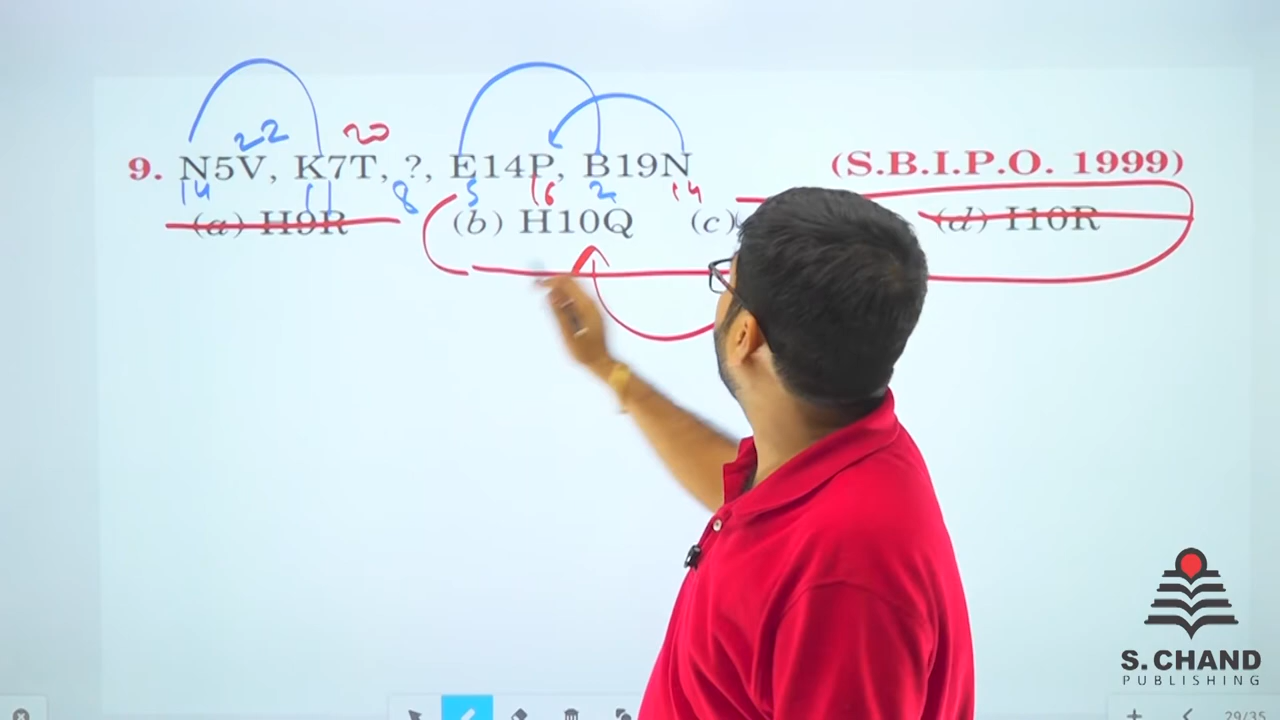 22 20
9. N5V, K7T, ?, E14P, B19N (S.B.I.P.O. 1999)
14 11 8 5 16 2 14
(a) H9R (b) H10Q (c) (d) I10R
S. CHAND
PUBLISHING
29/35